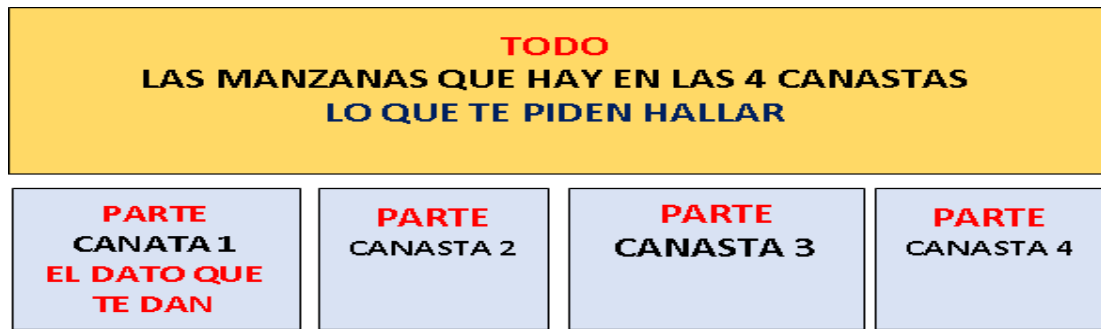 TODO
LAS MANZANAS QUE HAY EN LAS 4 CANASTAS
LO QUE TE PIDEN HALLAR
PARTE
CANATA 1
EL DATO QUE
TE DAN
PARTE
CANASTA 2
PARTE
CANASTA 3
PARTE
CANASTA 4